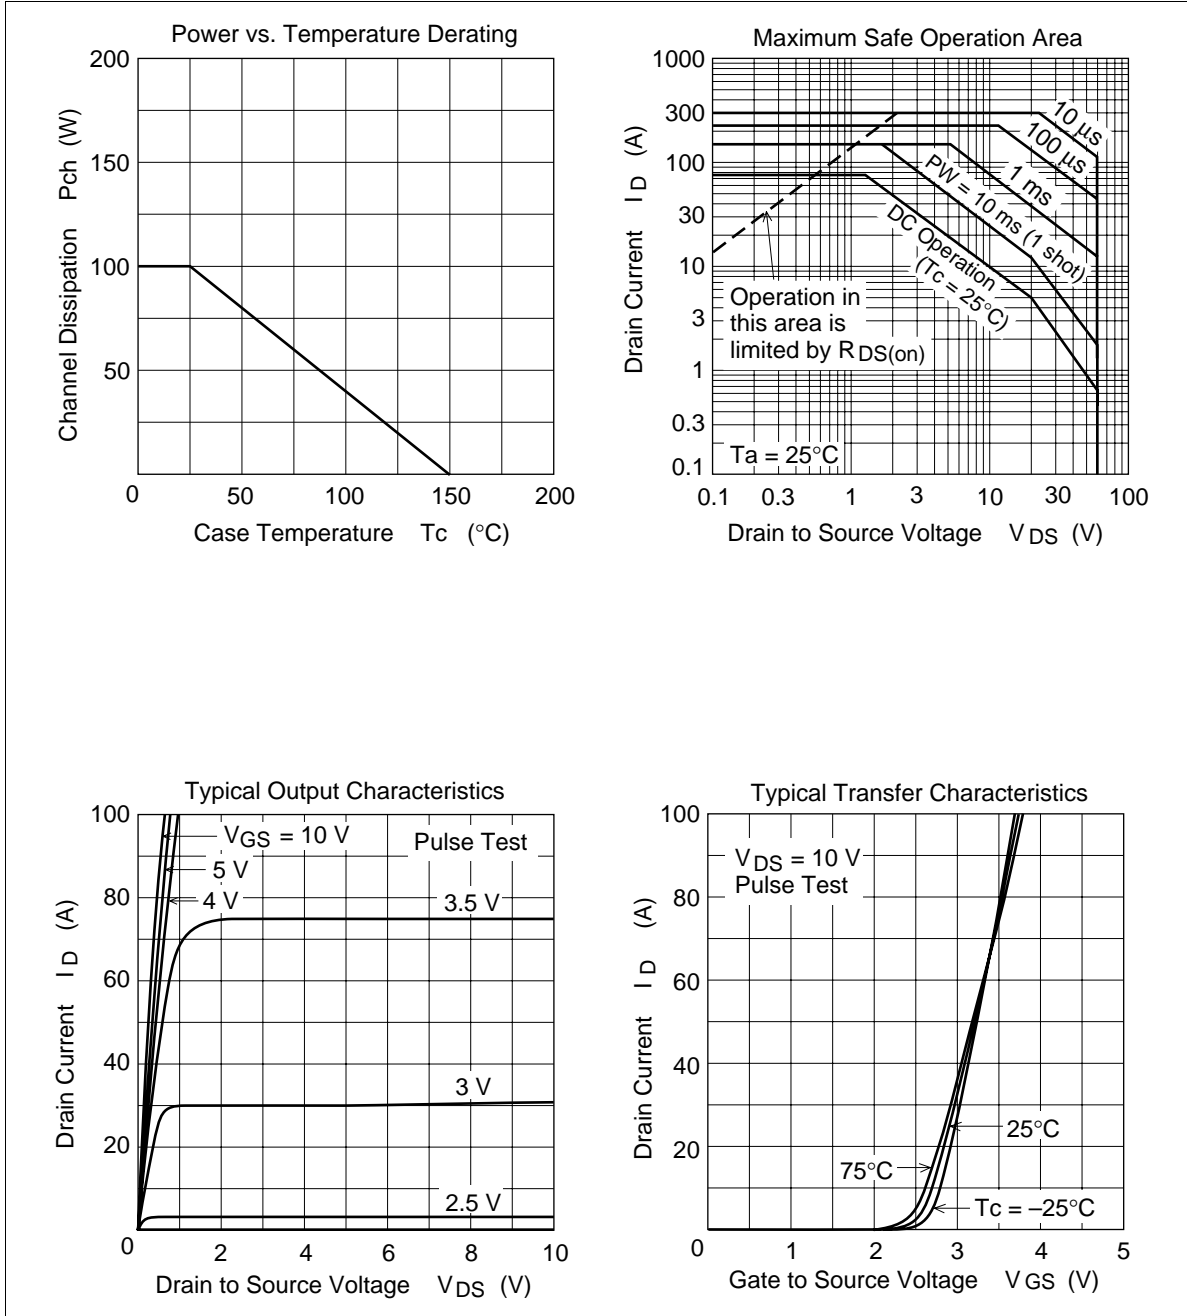 Power vs. Temperature Derating
200
150
100
50
0
50
100
150
200
Channel Dissipation Pch (W)
Case Temperature Tc (°C)
Maximum Safe Operation Area
1000
300
100
30
10
3
1
0.3
0.1
0.1
0.3
1
3
10
30
100
Drain Current I D (A)
Drain to Source Voltage V DS (V)
10 µs
100 µs
1 ms
PW = 10 ms (1 shot)
DC Operation
(Tc = 25°C)
Operation in
this area is
limited by R DS(on)
Ta = 25°C
Typical Output Characteristics
100
80
60
40
20
0
2
4
6
8
10
Drain Current I D (A)
Drain to Source Voltage V DS (V)
VGS = 10 V
5 V
4 V
Pulse Test
3.5 V
3 V
2.5 V
Typical Transfer Characteristics
100
80
60
40
20
0
1
2
3
4
5
Drain Current I D (A)
Gate to Source Voltage V GS (V)
V DS = 10 V
Pulse Test
25°C
75°C
Tc = –25°C